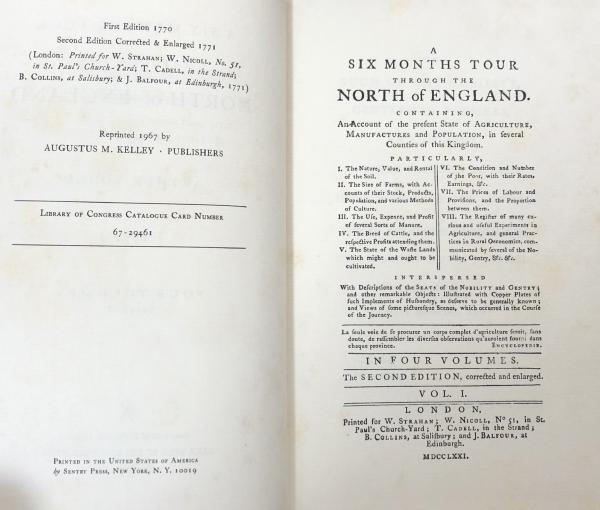 First Edition 1770
Second Edition Corrected & Enlarged 1771
(London: Printed for W. Strahan; W. Nicoll, No. 51,
in St. Paul's Church-Yard; T. Cadell, in the Strand;
B. Collins, at Salisbury; & J. Balfour, at Edinburgh, 1771)
Reprinted 1967 by
AUGUSTUS M. KELLEY · PUBLISHERS
Library of Congress Catalogue Card Number
67-29461
Printed in the United States of America
by Sentry Press, New York, N. Y. 10019
A
SIX MONTHS TOUR
THROUGH THE
NORTH of ENGLAND.
CONTAINING,
An Account of the present State of Agriculture,
Manufactures and Population, in several
Counties of this Kingdom.
PARTICULARLY,
I. The Nature, Value, and Rental
of the Soil.
II. The Size of Farms, with Acc-
ounts of their Stock, Products,
Population, and various Methods
of Culture.
III. The Use, Expence, and Profit
of several Sorts of Manure.
IV. The Breed of Cattle, and the
respective Profits attending them.
V. The State of the Waste Lands
which might and ought to be
cultivated.
VI. The Condition and Number
of the Poor, with their Rates,
Earnings, &c.
VII. The Prices of Labour and
Provisions, and the Proportion
between them.
VIII. The Register of many cu-
rious and useful Experiments in
Agriculture, and general Prac-
tices in Rural Oeconomics, com-
municated by several of the No-
bility, Gentry, &c. &c.
INTERSPERSED
With Descriptions of the Seats of the Nobility and Gentry;
and other remarkable Objects: Illustrated with Copper Plates of
such Implements of Husbandry, as deserve to be generally known;
and Views of some picturesque Scenes, which occurred in the Course
of the Journey.
La seule voie de se procurer un corps complet d'agriculture seroit, sans
doute, de rassembler les diverses observations qu'auroient fourni dans
chaque province. Encyclopedie.
IN FOUR VOLUMES.
The SECOND EDITION, corrected and enlarged.
VOL. I.
LONDON,
Printed for W. Strahan; W. Nicoll, No 51, in St.
Paul's Church-Yard; T. Cadell, in the Strand;
B. Collins, at Salisbury; and J. Balfour, at
Edinburgh.
MDCCLXXI.